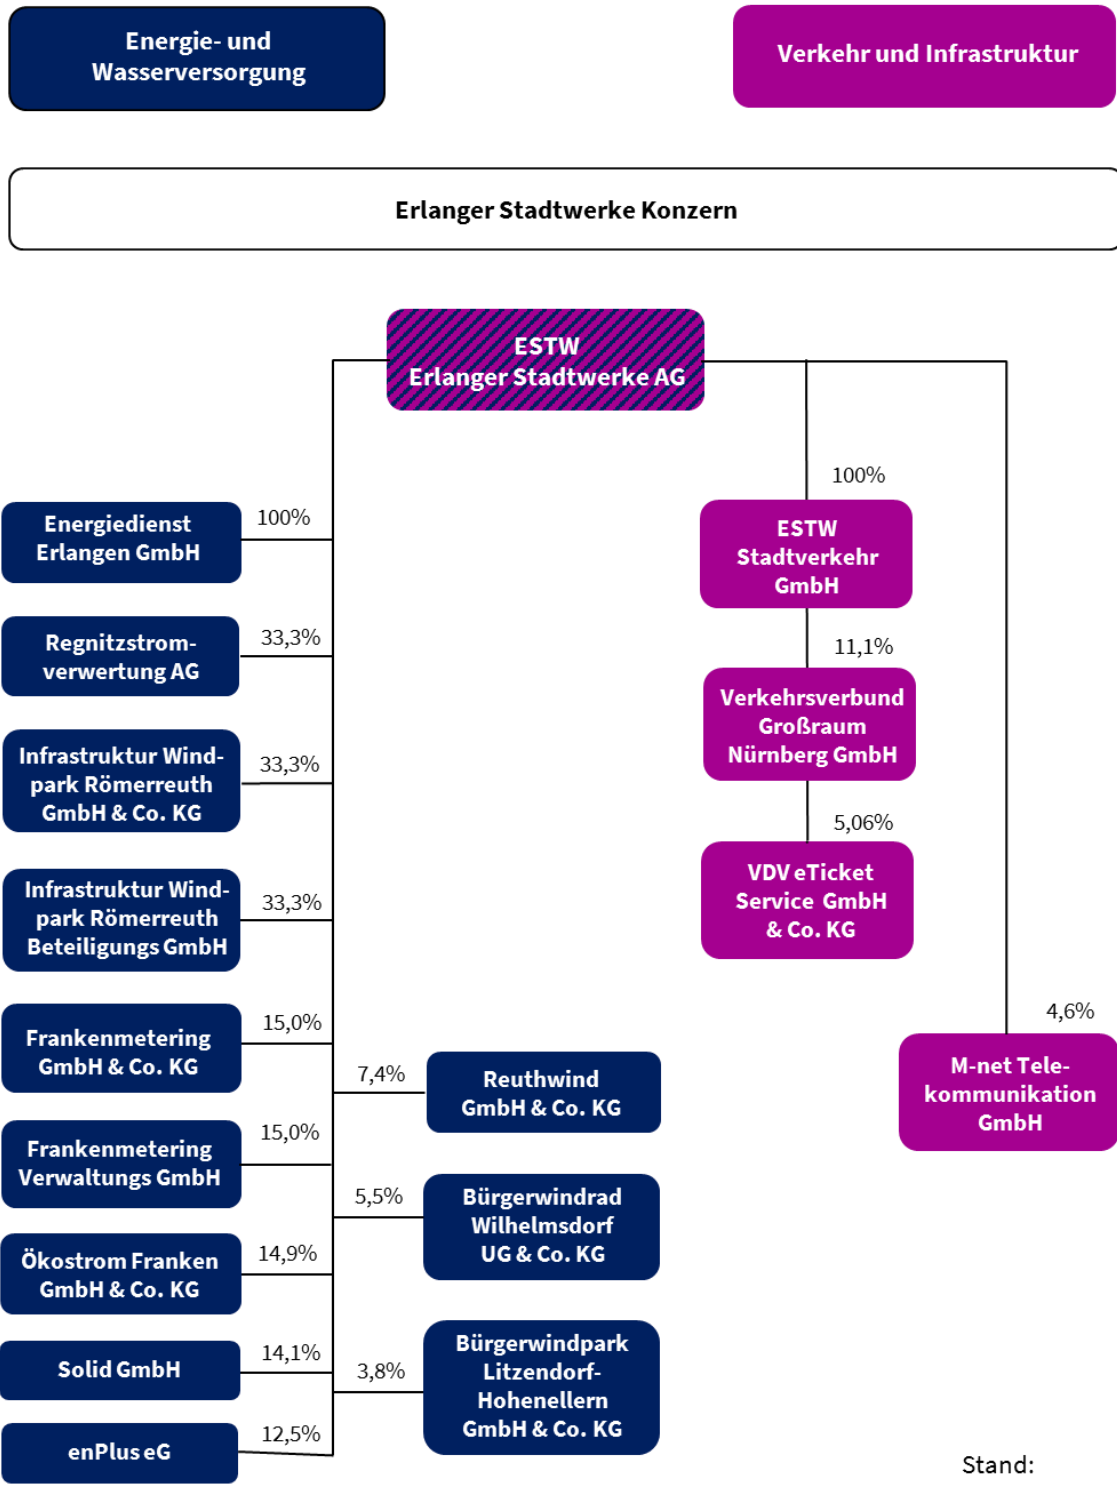 Energie- und
Wasserversorgung
Verkehr und Infrastruktur
Erlanger Stadtwerke Konzern
ESTW
Erlanger Stadtwerke AG
100%
Energiedienst
Erlangen GmbH
33,3%
Regnitzstrom-
verwertung AG
33,3%
Infrastruktur Wind-
park Römerreuth
GmbH & Co. KG
33,3%
Infrastruktur Wind-
park Römerreuth
Beteiligungs GmbH
15,0%
Frankenmetering
GmbH & Co. KG
15,0%
Frankenmetering
Verwaltungs GmbH
14,9%
Ökostrom Franken
GmbH & Co. KG
14,1%
Solid GmbH
12,5%
enPlus eG
7,4%
Reuthwind
GmbH & Co. KG
5,5%
Bürgerwindrad
Wilhelmsdorf
UG & Co. KG
3,8%
Bürgerwindpark
Litzendorf-
Hohenellern
GmbH & Co. KG
100%
ESTW
Stadtverkehr
GmbH
11,1%
Verkehrsverbund
Großraum
Nürnberg GmbH
5,06%
VDV eTicket
Service GmbH
& Co. KG
4,6%
M-net Tele-
kommunikation
GmbH
Stand: